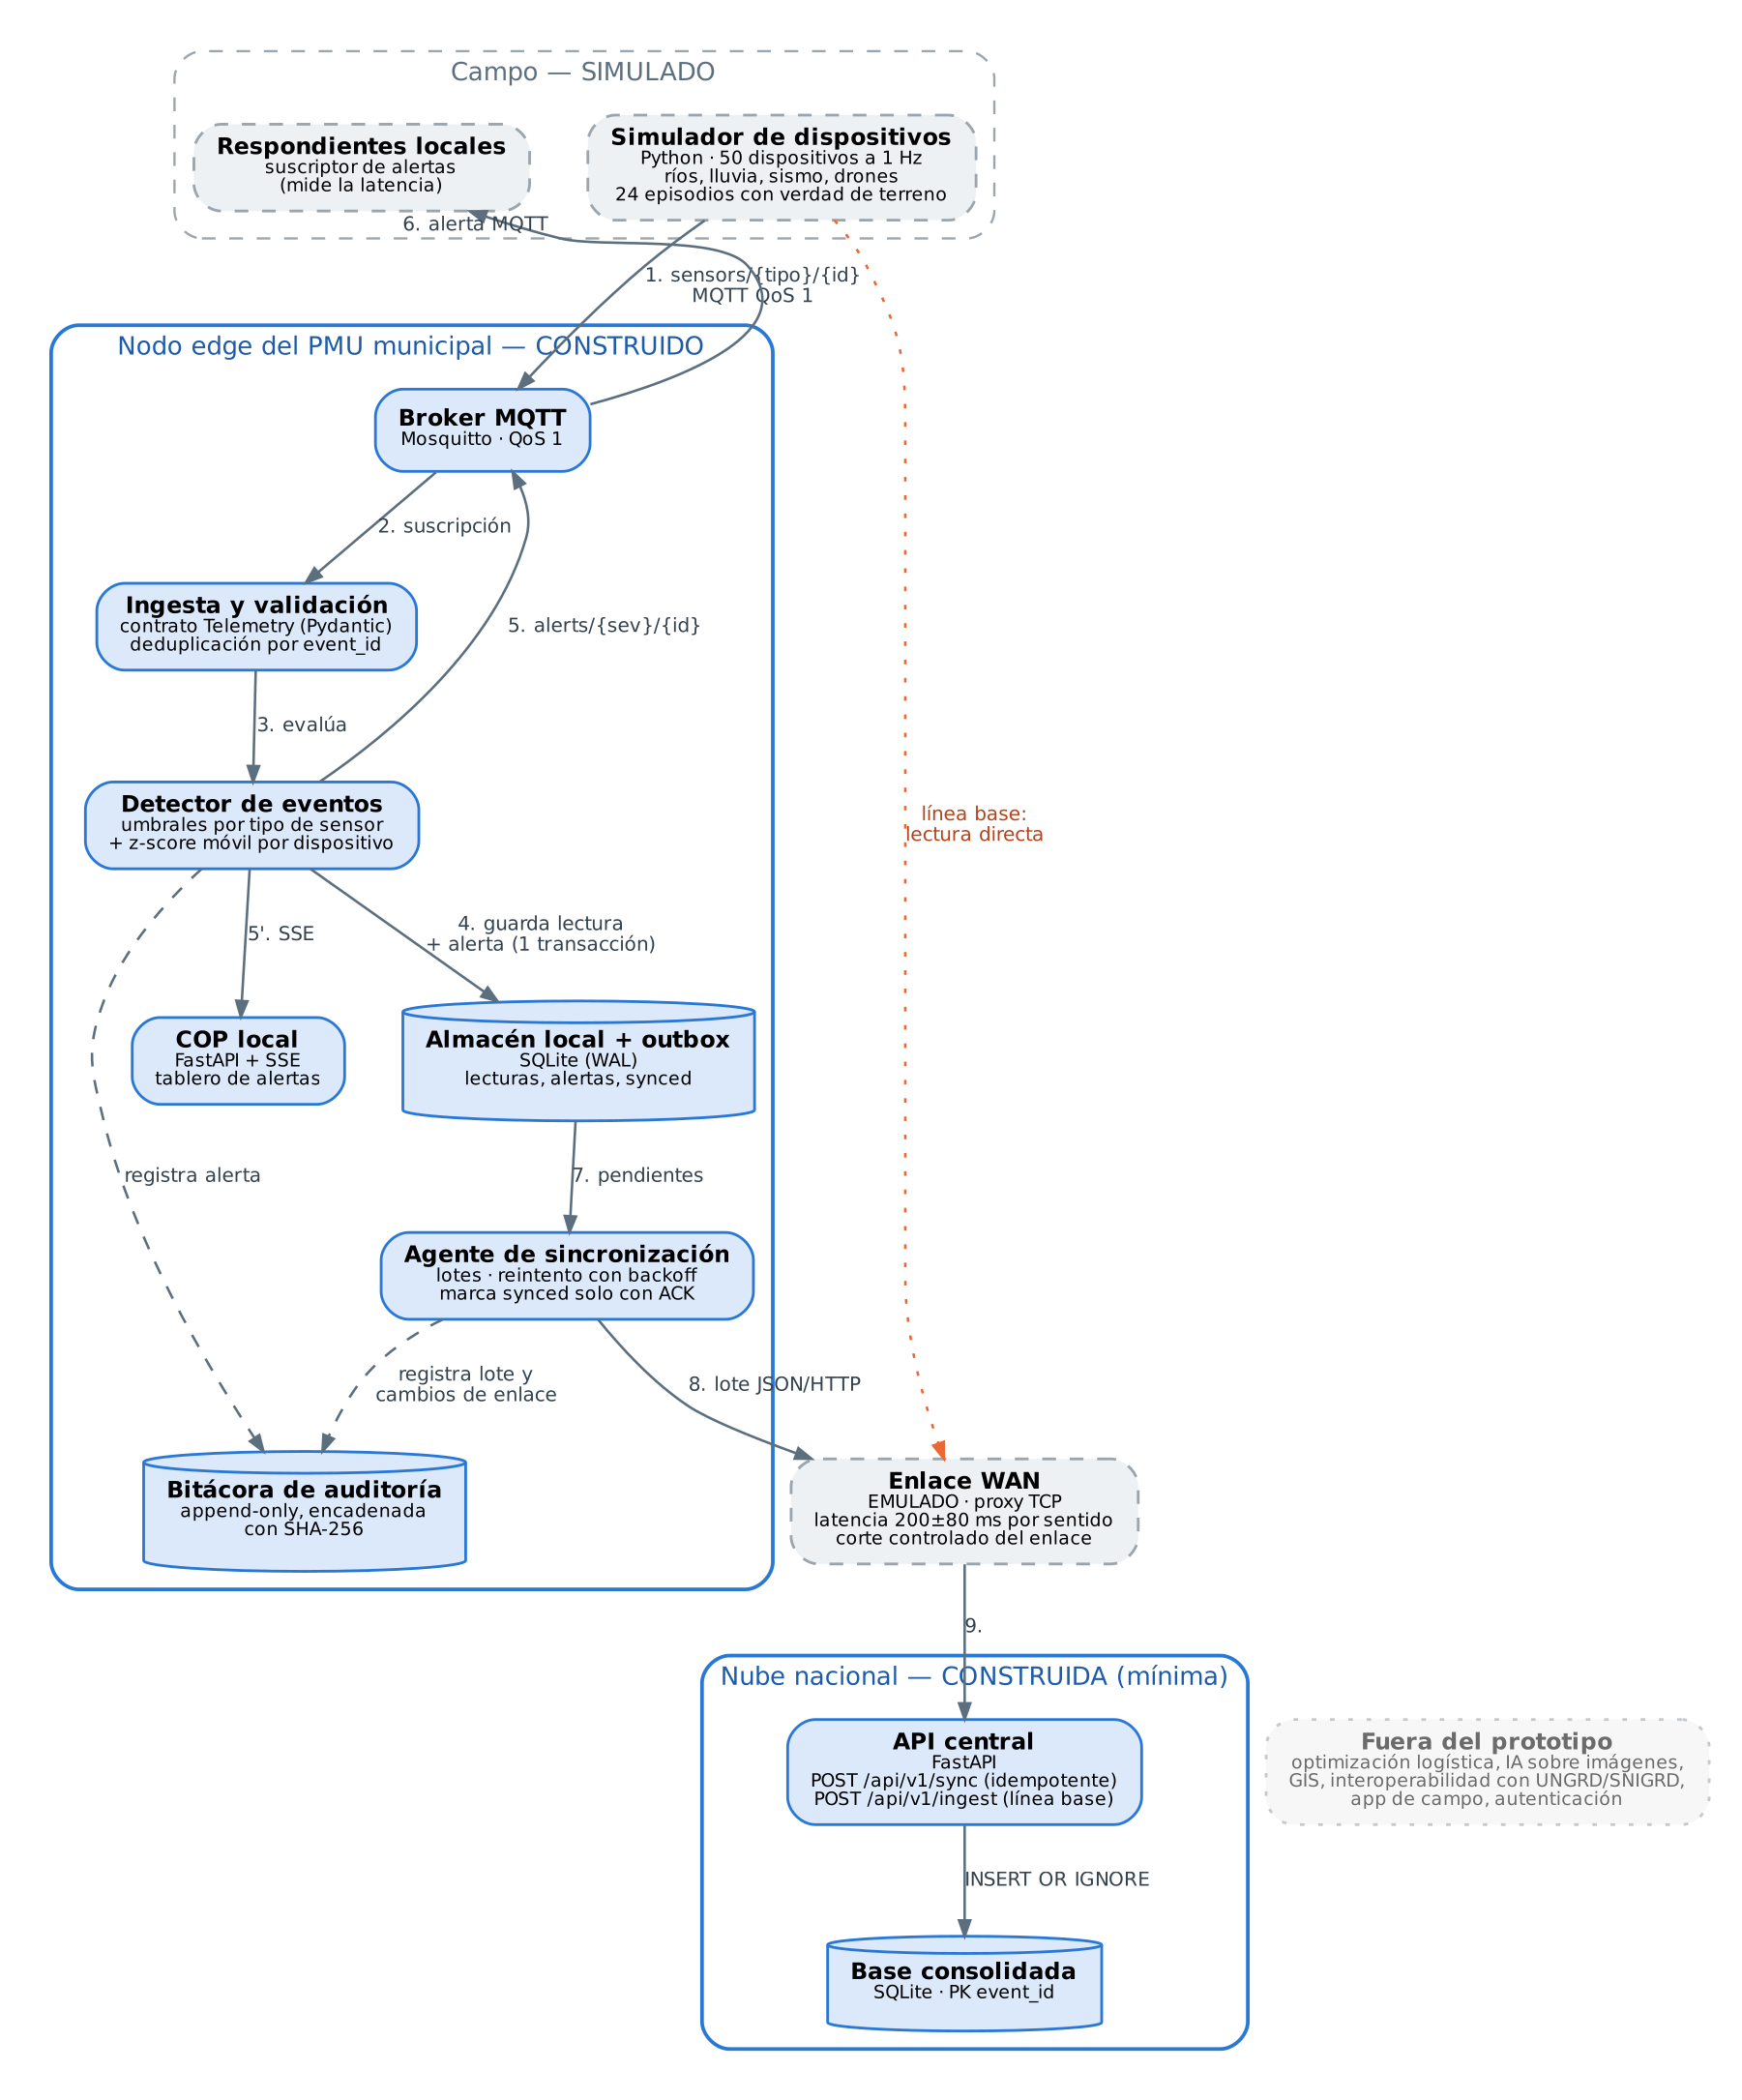 Campo — SIMULADO
Respondientes locales
suscriptor de alertas
(mide la latencia)
Simulador de dispositivos
Python · 50 dispositivos a 1 Hz
ríos, lluvia, sismo, drones
24 episodios con verdad de terreno
6. alerta MQTT
1. sensors/{tipo}/{id}
MQTT QoS 1
Nodo edge del PMU municipal — CONSTRUIDO
Broker MQTT
Mosquitto · QoS 1
2. suscripción
Ingesta y validación
contrato Telemetry (Pydantic)
deduplicación por event_id
5. alerts/{sev}/{id}
3. evalúa
Detector de eventos
umbrales por tipo de sensor
+ z-score móvil por dispositivo
línea base:
lectura directa
5'. SSE
4. guarda lectura
+ alerta (1 transacción)
COP local
FastAPI + SSE
tablero de alertas
Almacén local + outbox
SQLite (WAL)
lecturas, alertas, synced
registra alerta
7. pendientes
Agente de sincronización
lotes · reintento con backoff
marca synced solo con ACK
registra lote y
cambios de enlace
8. lote JSON/HTTP
Bitácora de auditoría
append-only, encadenada
con SHA-256
Enlace WAN
EMULADO · proxy TCP
latencia 200±80 ms por sentido
corte controlado del enlace
9.
Nube nacional — CONSTRUIDA (mínima)
API central
FastAPI
POST /api/v1/sync (idempotente)
POST /api/v1/ingest (línea base)
Fuera del prototipo
optimización logística, IA sobre imágenes,
GIS, interoperabilidad con UNGRD/SNIGRD,
app de campo, autenticación
INSERT OR IGNORE
Base consolidada
SQLite · PK event_id